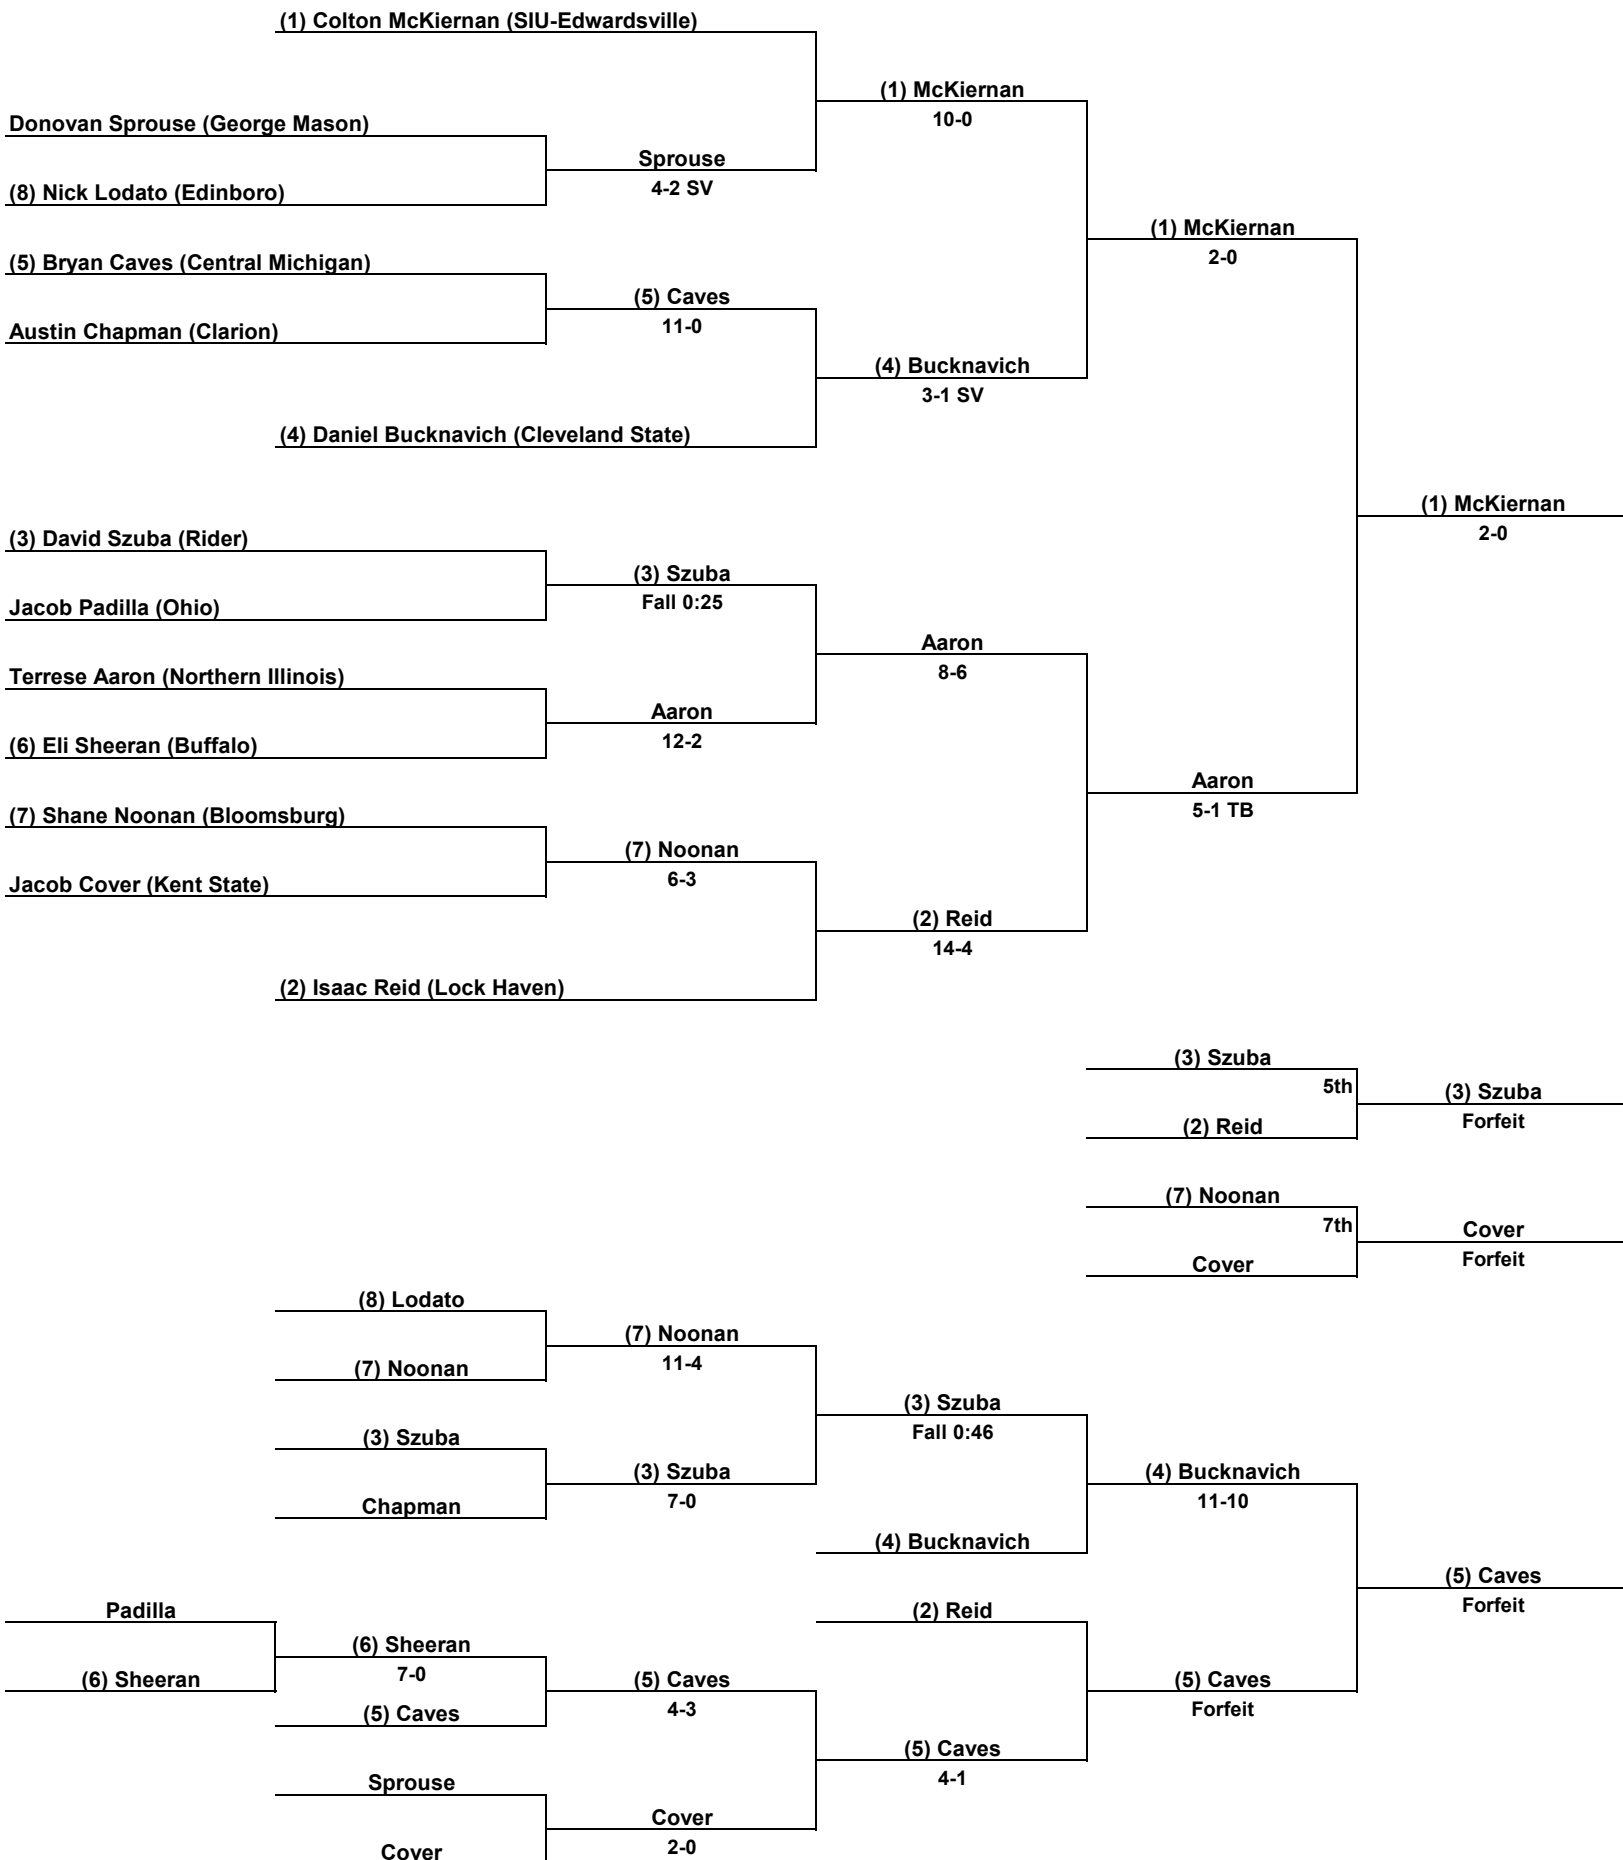 (1) Colton McKiernan (SIU-Edwardsville)
(1) McKiernan
10-0
Donovan Sprouse (George Mason)
Sprouse
4-2 SV
(8) Nick Lodato (Edinboro)
(1) McKiernan
2-0
(5) Bryan Caves (Central Michigan)
(5) Caves
11-0
Austin Chapman (Clarion)
(4) Bucknavich
3-1 SV
(4) Daniel Bucknavich (Cleveland State)
(1) McKiernan
2-0
(3) David Szuba (Rider)
(3) Szuba
Fall 0:25
Jacob Padilla (Ohio)
Aaron
8-6
Terrese Aaron (Northern Illinois)
Aaron
12-2
(6) Eli Sheeran (Buffalo)
Aaron
5-1 TB
(7) Shane Noonan (Bloomsburg)
(7) Noonan
6-3
Jacob Cover (Kent State)
(2) Reid
14-4
(2) Isaac Reid (Lock Haven)
(3) Szuba
5th
(3) Szuba
Forfeit
(2) Reid
(7) Noonan
7th
Cover
Forfeit
Cover
(8) Lodato
(7) Noonan
11-4
(7) Noonan
(3) Szuba
Fall 0:46
(3) Szuba
(3) Szuba
7-0
(4) Bucknavich
11-10
Chapman
(4) Bucknavich
(5) Caves
Forfeit
Padilla
(2) Reid
(6) Sheeran
7-0
(6) Sheeran
(5) Caves
4-3
(5) Caves
Forfeit
(5) Caves
(5) Caves
4-1
Sprouse
Cover
2-0
Cover